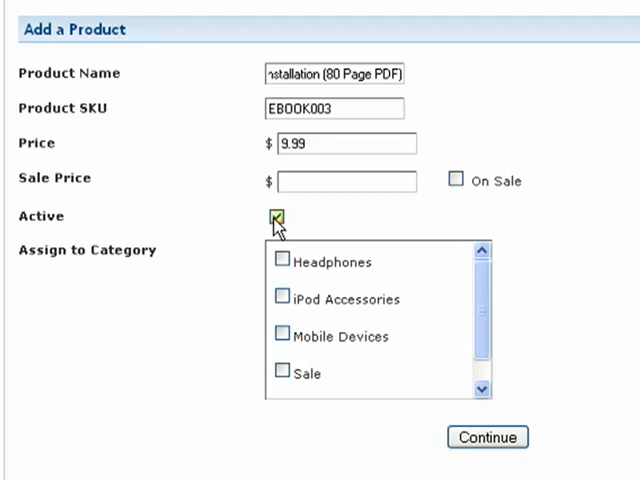 Add a Product
Product Name nstallation (80 Page PDF)
Product SKU EBOOK003
Price $ 9.99
Sale Price $ On Sale
Active
Assign to Category
Headphones
iPod Accessories
Mobile Devices
Sale
Continue